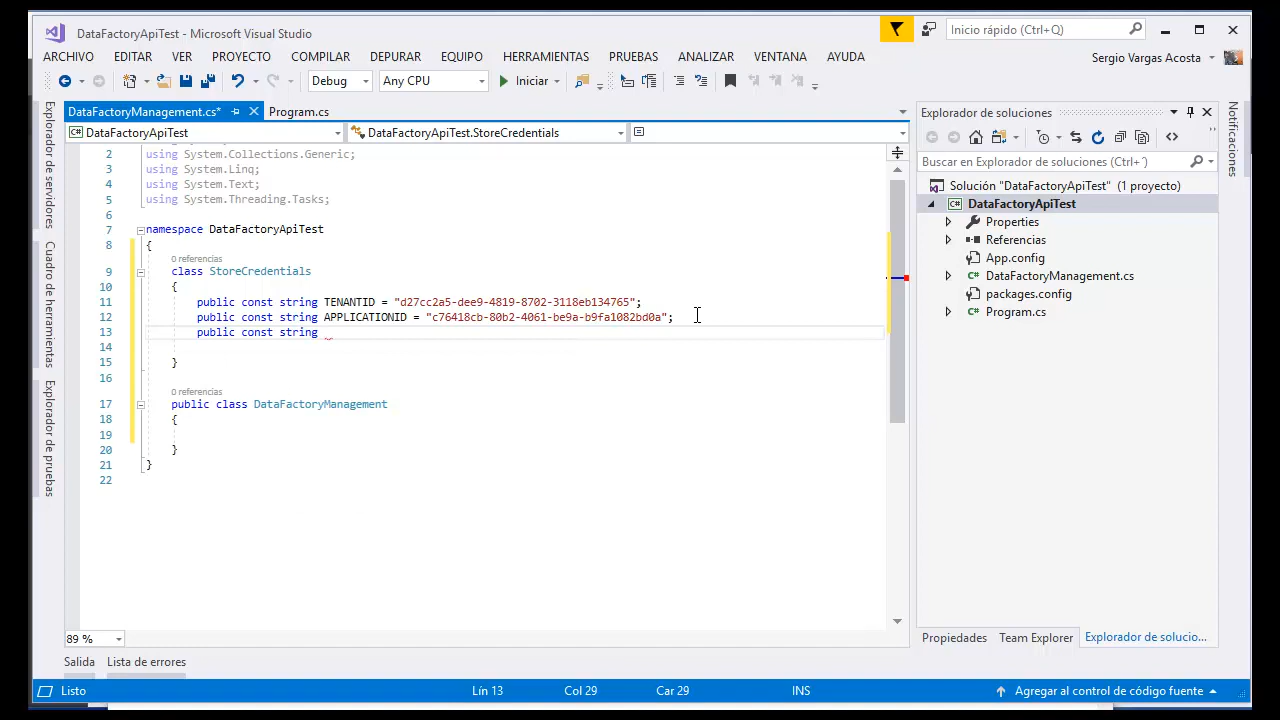 DataFactoryApiTest - Microsoft Visual Studio
Inicio rápido (Ctrl+Q)
ARCHIVO EDITAR VER PROYECTO COMPILAR DEPURAR EQUIPO HERRAMIENTAS PRUEBAS ANALIZAR VENTANA AYUDA
Sergio Vargas Acosta
Debug Any CPU Iniciar
Explorador de servidores
Cuadro de herramientas
Explorador de pruebas
DataFactoryManagement.cs* Program.cs
DataFactoryApiTest DataFactoryApiTest.StoreCredentials
2 using System.Collections.Generic;
3 using System.Linq;
4 using System.Text;
5 using System.Threading.Tasks;
6
7 namespace DataFactoryApiTest
8 {
0 referencias
9 class StoreCredentials
10 {
11 public const string TENANTID = "d27cc2a5-dee9-4819-8702-3118eb134765";
12 public const string APPLICATIONID = "c76418cb-80b2-4061-be9a-b9fa1082bd0a";
13 public const string
14
15 }
16
0 referencias
17 public class DataFactoryManagement
18 {
19
20 }
21 }
22
89 %
Explorador de soluciones
Buscar en Explorador de soluciones (Ctrl+´)
Solución "DataFactoryApiTest" (1 proyecto)
C# DataFactoryApiTest
Properties
Referencias
App.config
C# DataFactoryManagement.cs
packages.config
C# Program.cs
Propiedades Team Explorer Explorador de solucio...
Notificaciones
Salida Lista de errores
Listo Lín 13 Col 29 Car 29 INS Agregar al control de código fuente